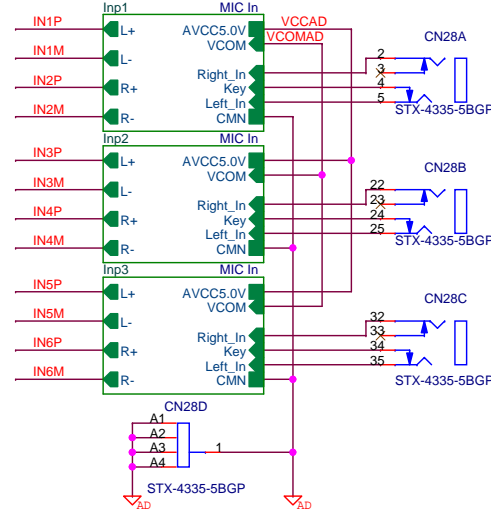 Inp1 MIC In
IN1P L+ AVCC5.0V VCCAD
VCOM VCOMAD CN28A
IN1M L- 2
Right_In 3
IN2P R+ Key 4
Left_In 5
IN2M R- CMN STX-4335-5BGP
Inp2 MIC In
IN3P L+ AVCC5.0V
VCOM CN28B
IN3M L- 22
Right_In 23
IN4P R+ Key 24
Left_In 25
IN4M R- CMN STX-4335-5BGP
Inp3 MIC In
IN5P L+ AVCC5.0V
VCOM CN28C
IN5M L- 32
Right_In 33
IN6P R+ Key 34
Left_In 35
IN6M R- CMN STX-4335-5BGP
CN28D
A1
A2
A3 1
A4
STX-4335-5BGP
AD AD